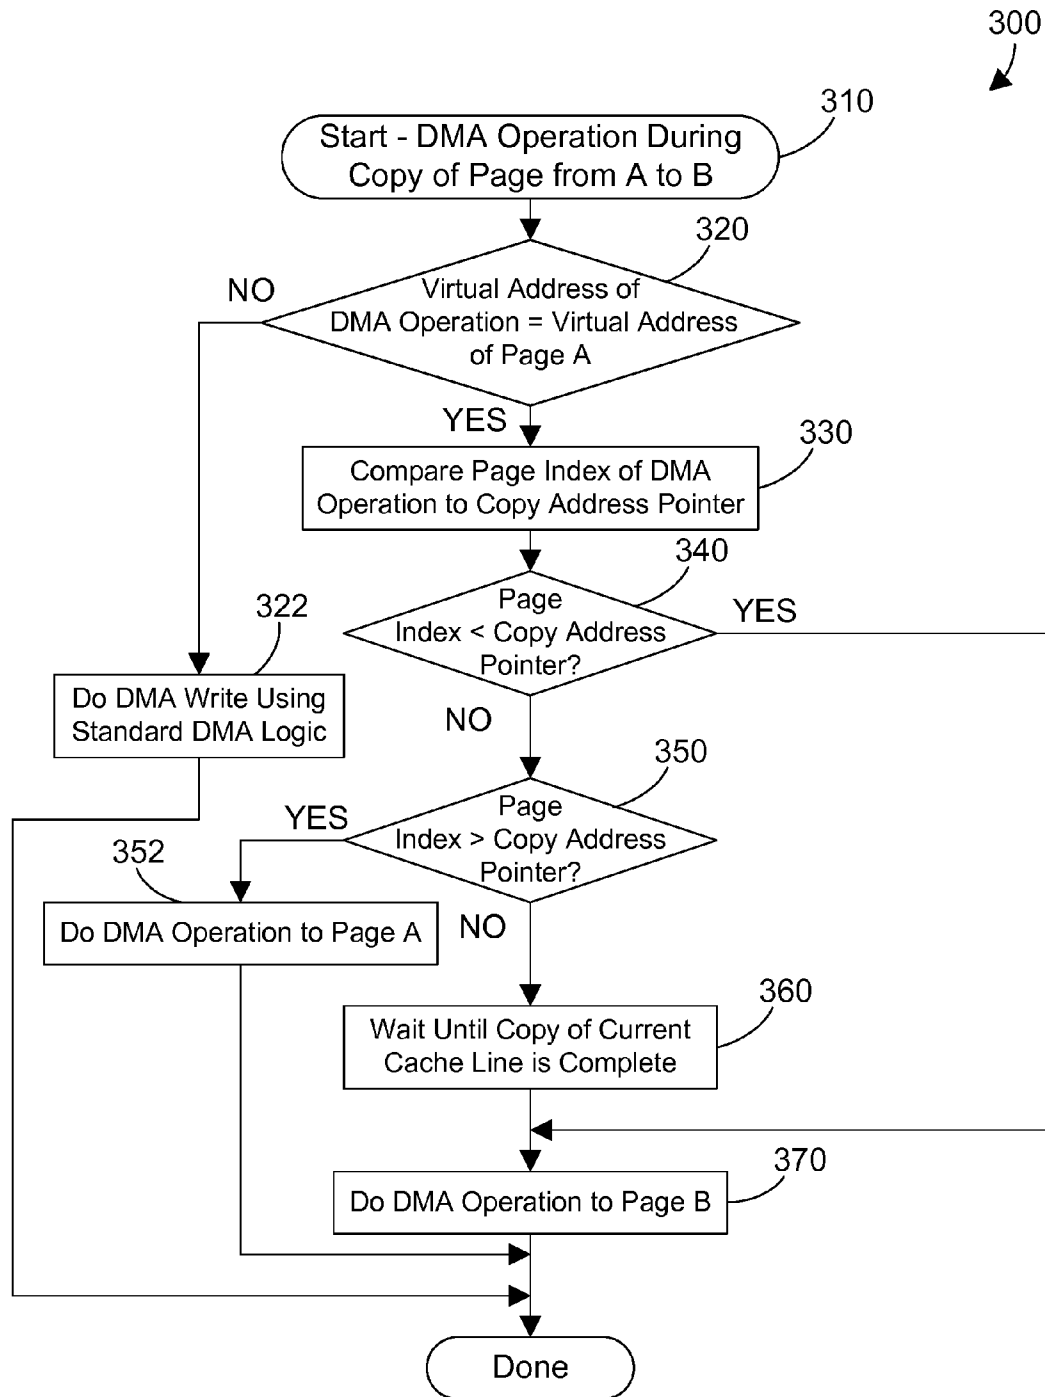 300
310
Start - DMA Operation During
Copy of Page from A to B
320
NO
Virtual Address of
DMA Operation = Virtual Address
of Page A
YES
330
Compare Page Index of DMA
Operation to Copy Address Pointer
340
Page
Index < Copy Address
Pointer?
YES
322
Do DMA Write Using
Standard DMA Logic
NO
350
Page
Index > Copy Address
Pointer?
YES
352
Do DMA Operation to Page A
NO
360
Wait Until Copy of Current
Cache Line is Complete
370
Do DMA Operation to Page B
Done